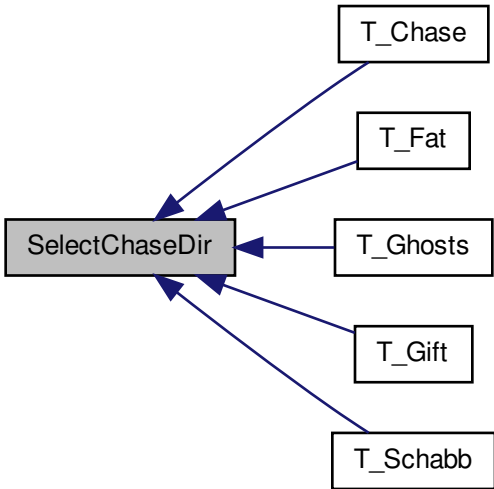 T_Chase
T_Fat
SelectChaseDir
T_Ghosts
T_Gift
T_Schabb